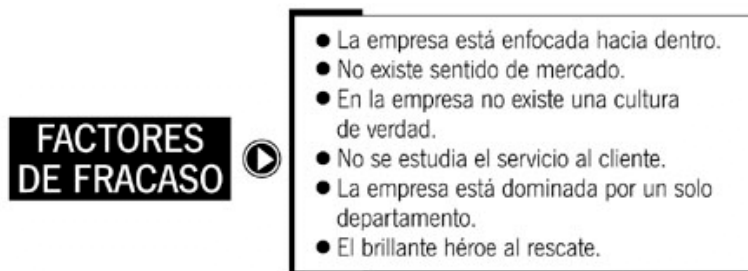 FACTORES
DE FRACASO
● La empresa está enfocada hacia dentro.
● No existe sentido de mercado.
● En la empresa no existe una cultura
de verdad.
● No se estudia el servicio al cliente.
● La empresa está dominada por un solo
departamento.
● El brillante héroe al rescate.